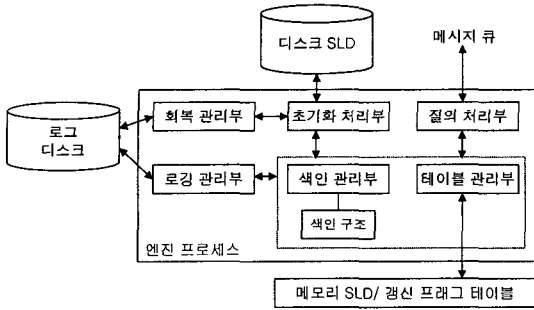 디스크 SLD
메시지 큐
로그
디스크
회복 관리부
초기화 처리부
질의 처리부
로깅 관리부
색인 관리부
테이블 관리부
색인 구조
엔진 프로세스
메모리 SLD/ 갱신 프래그 테이블